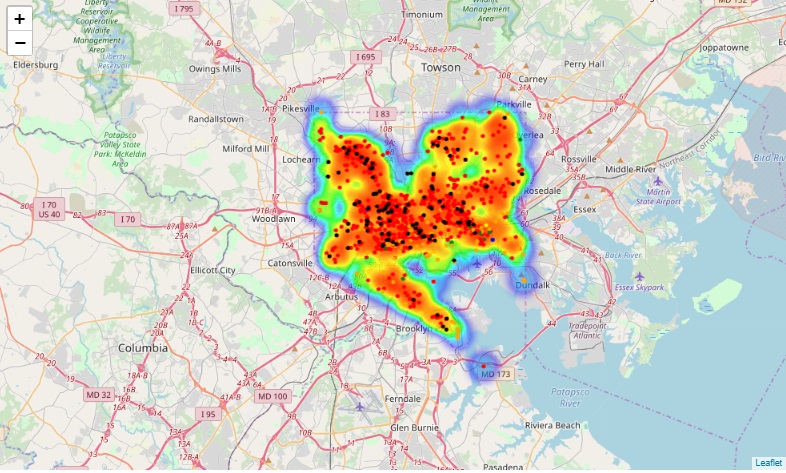 I 795
Timonium
MD 152
+
−
Liberty
Reservoir
Cooperative
Wildlife
Management
Area
Wildlife
Management
Area
Liberty
Reservoir
Eldersburg
Owings Mills
I 695
Towson
Joppatowne
Perry Hall
Carney
Pikesville
I 83
Parkville
Randallstown
Patapsco
Valley State
Park: McKeldin
Area
Milford Mill
Lochearn
Rossville
Northeast Corridor
Bird Riv
Middle River
Martin
State Airport
Rosedale
Essex
I 70
US 40
I 70
Woodlawn
Catonsville
Ellicott City
Back River
Essex Skypark
Dundalk
Arbutus
Brooklyn
Tradepoint
Atlantic
Columbia
MD 173
MD 32
MD 100
I 95
Ferndale
Patapsco
River
Glen Burnie
Riviera Beach
Pasadena
Leaflet